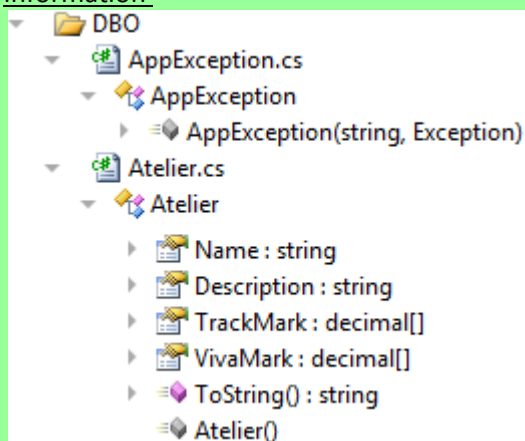 Information
DBO
AppException.cs
AppException
AppException(string, Exception)
Atelier.cs
Atelier
Name : string
Description : string
TrackMark : decimal[]
VivaMark : decimal[]
ToString() : string
Atelier()